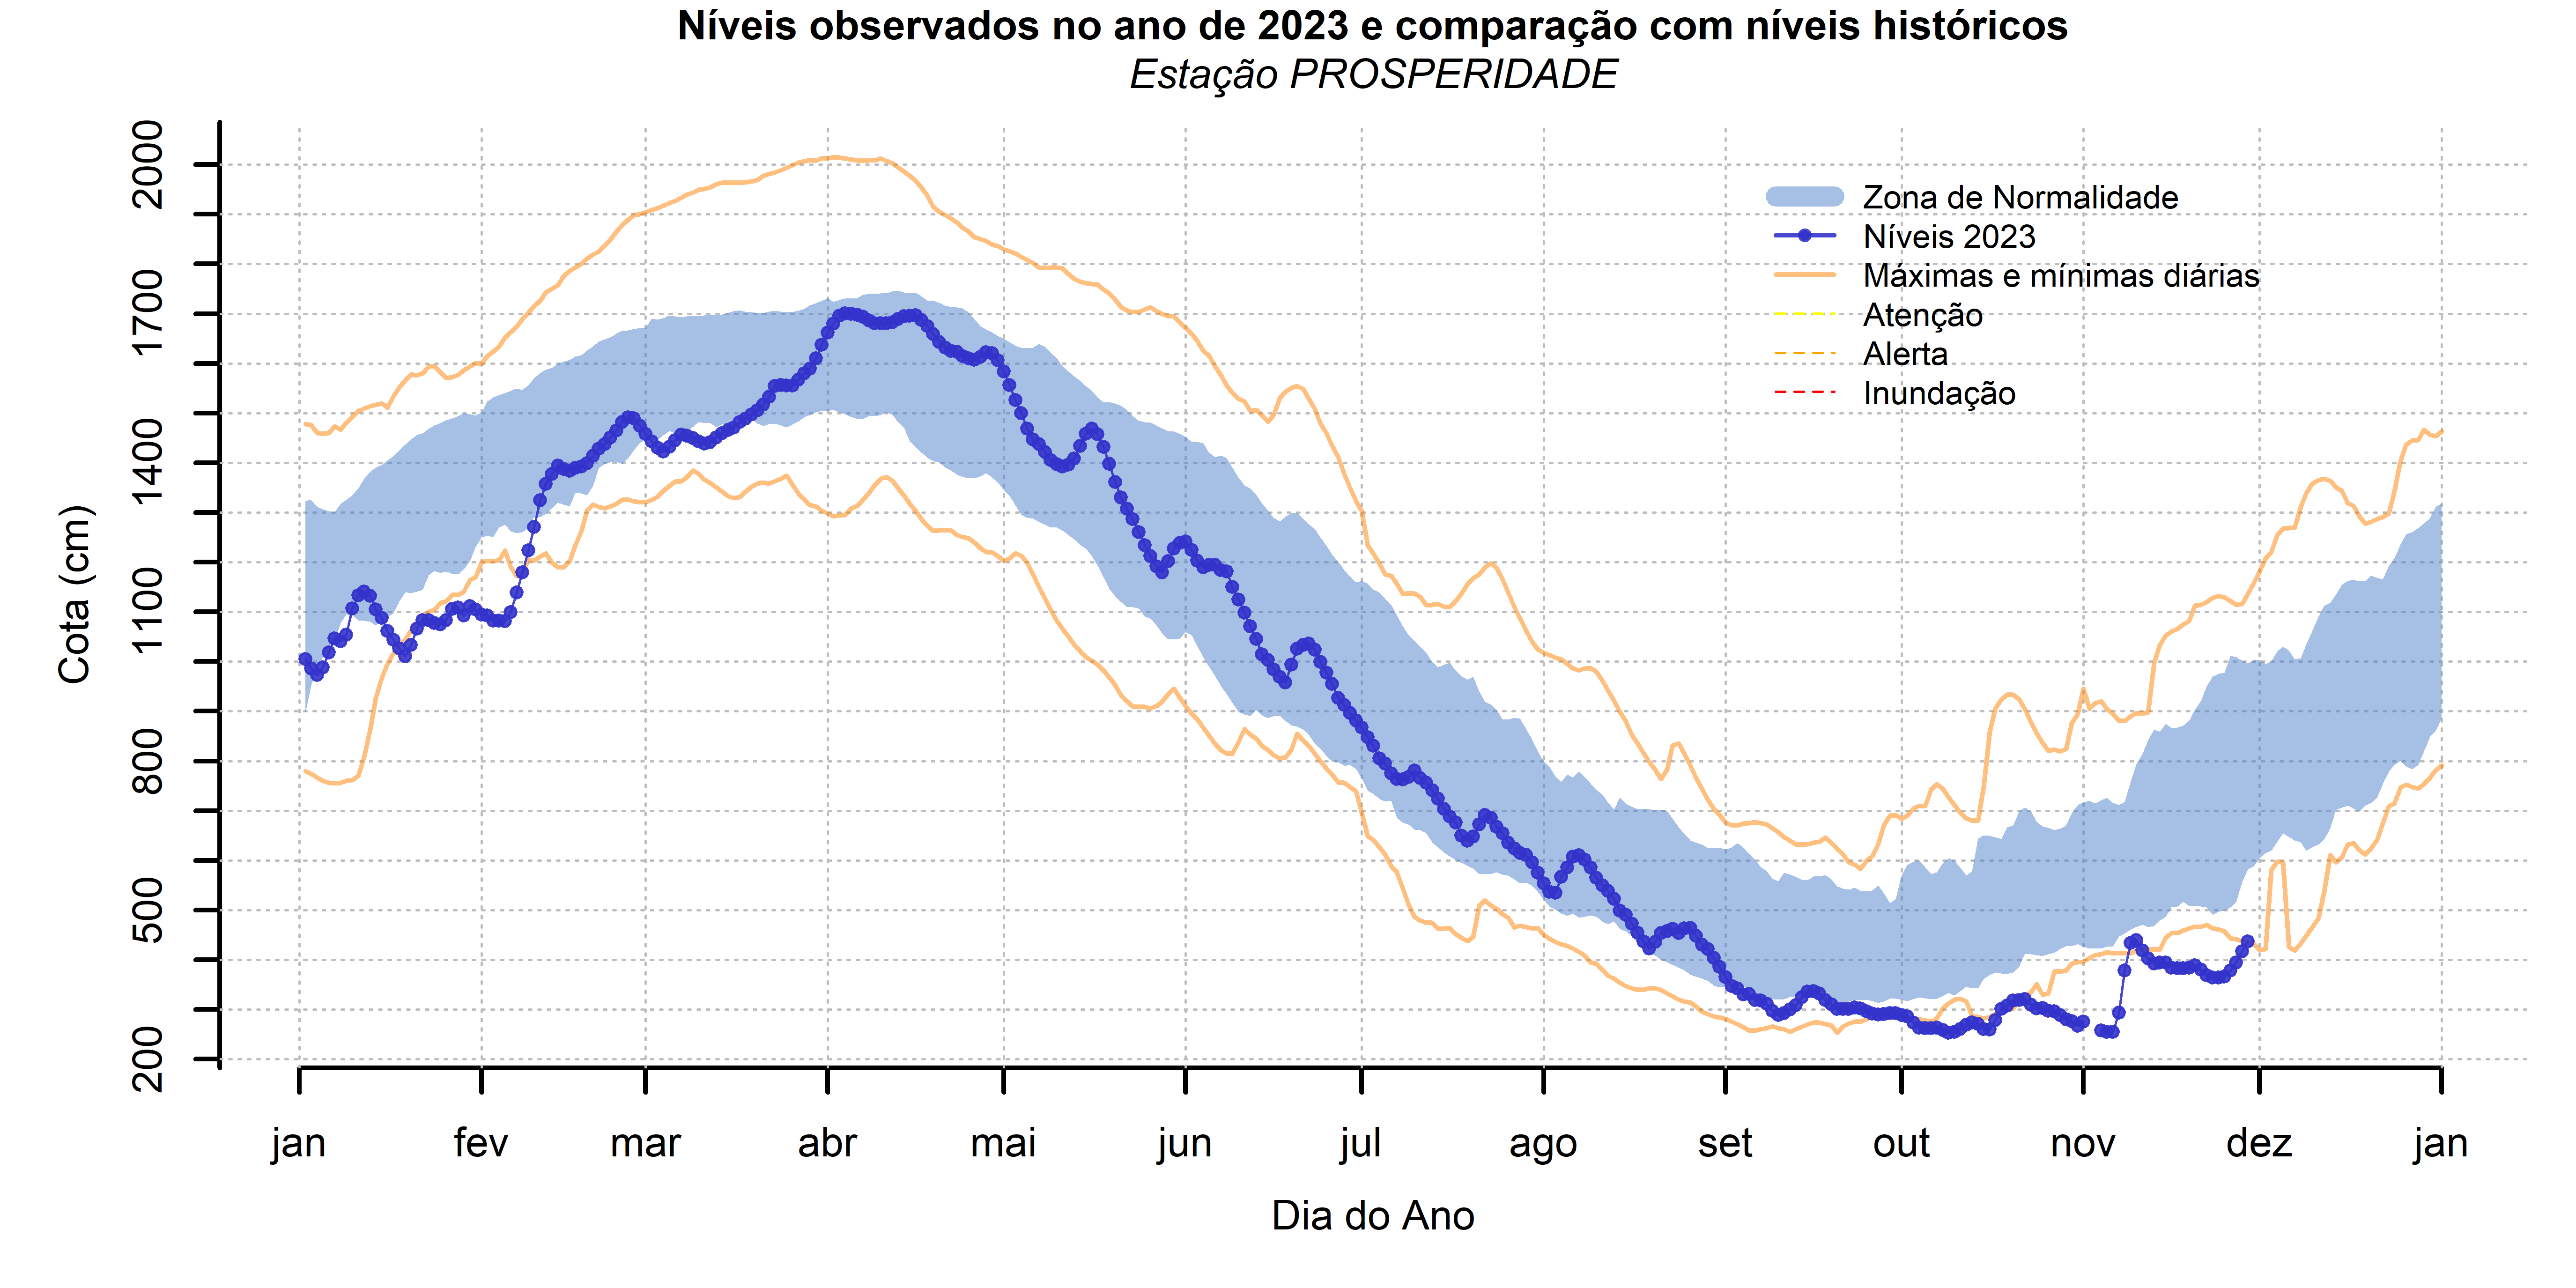 Níveis observados no ano de 2023 e comparação com níveis históricos
Estação PROSPERIDADE
2000
1700
1400
1100
800
500
200
Cota (cm)
Zona de Normalidade
Níveis 2023
Máximas e mínimas diárias
Atenção
Alerta
Inundação
jan fev mar abr mai jun jul ago set out nov dez jan
Dia do Ano